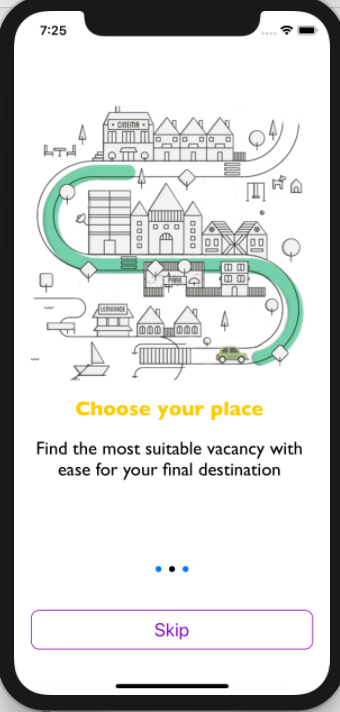 7:25
CINEMA
PARK
LEMONADE
Choose your place
Find the most suitable vacancy with
ease for your final destination
Skip